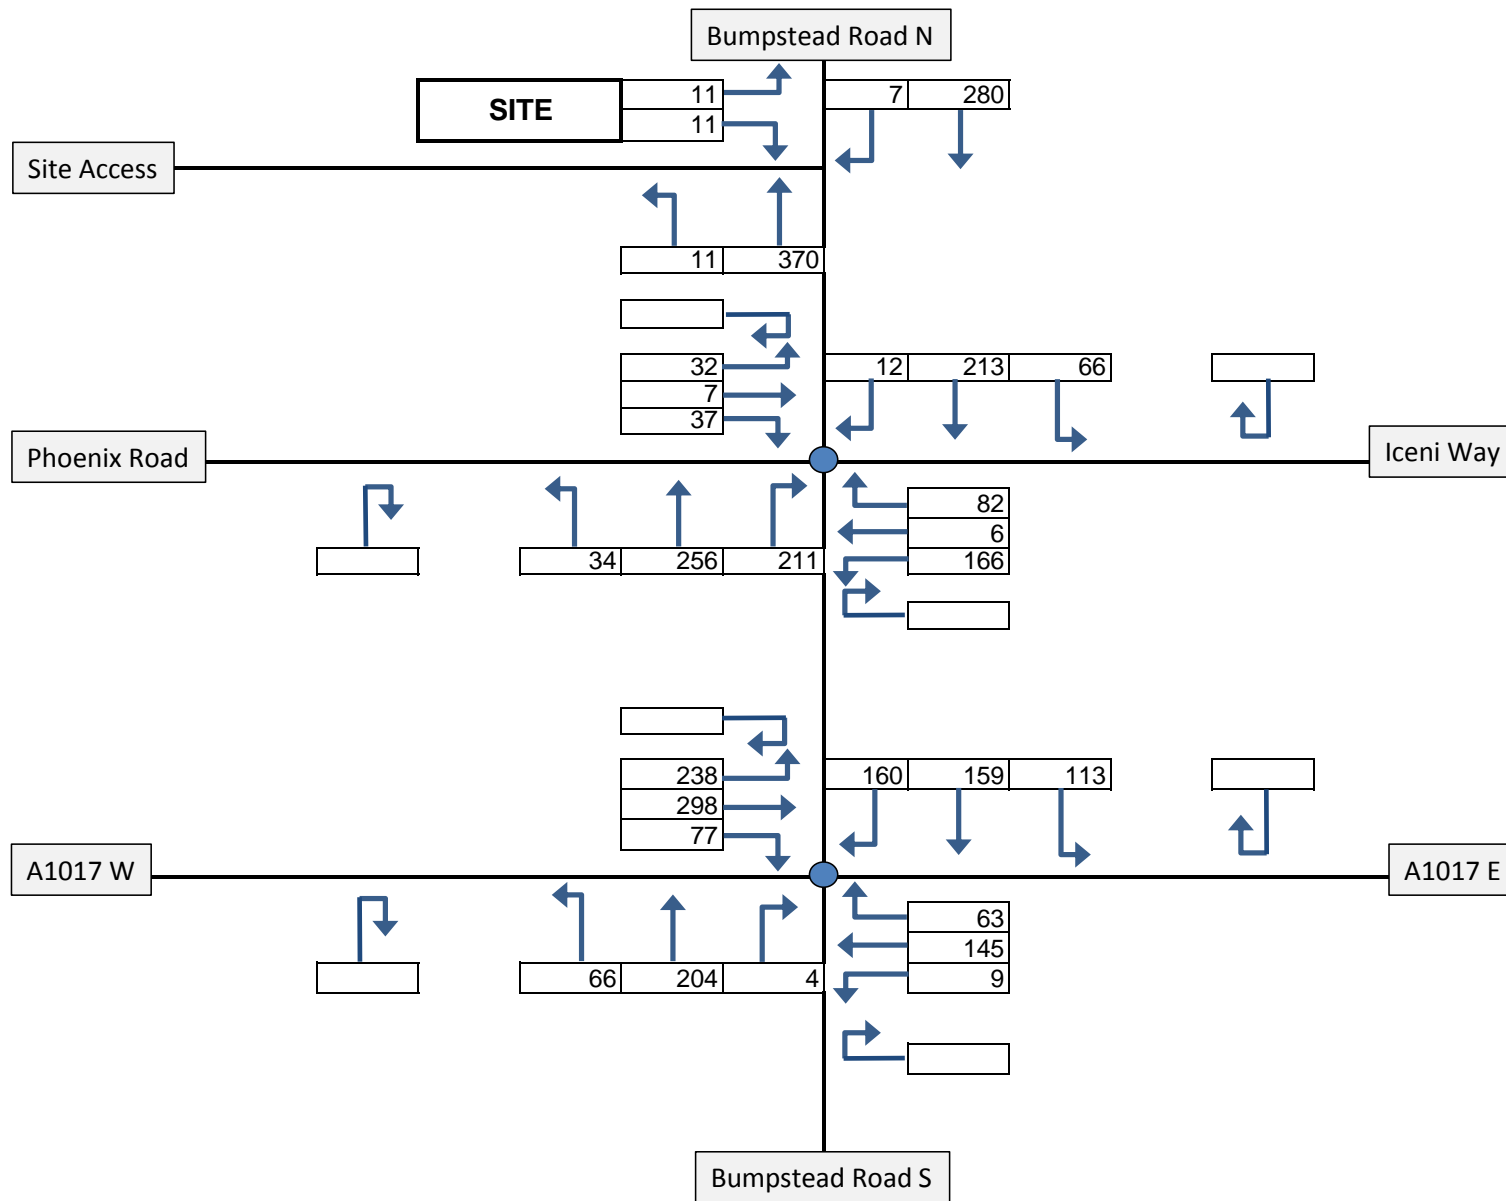 Bumpstead Road N
SITE
11
11
7 280
Site Access
11 370
32
7
37
12 213 66
Phoenix Road
Iceni Way
34 256 211
82
6
166
238
298
77
160 159 113
A1017 W
A1017 E
66 204 4
63
145
9
Bumpstead Road S